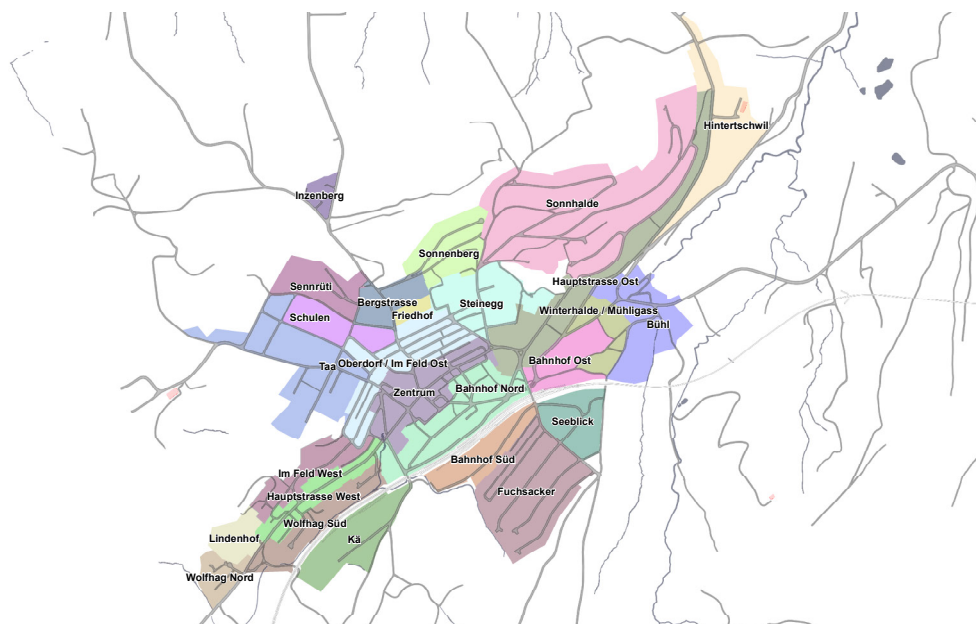 Hintertschwil
Inzenberg
Sonnhalde
Sonnenberg
Hauptstrasse Ost
Sennrüti
Bergstrasse
Steinegg
Friedhof
Winterhalde / Mühligass
Schulen
Bühl
Bahnhof Ost
Oberdorf / Im Feld Ost
Taa
Bahnhof Nord
Zentrum
Seeblick
Bahnhof Süd
Im Feld West
Fuchsacker
Hauptstrasse West
Wolfhag Süd
Lindenhof
Kä
Wolfhag Nord